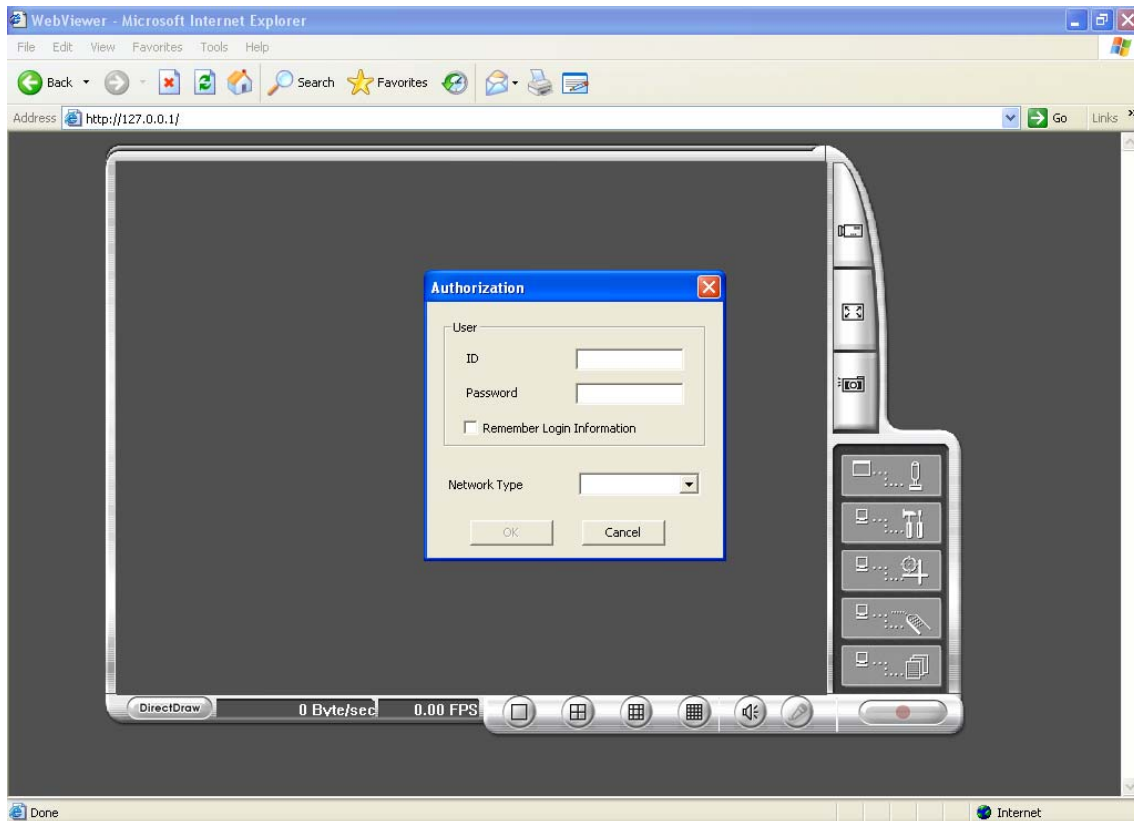 WebViewer - Microsoft Internet Explorer
File Edit View Favorites Tools Help
Back Search Favorites
Address http://127.0.0.1/ Go Links »
Authorization
User
ID
Password
Remember Login Information
Network Type
OK Cancel
DirectDraw 0 Byte/sec 0.00 FPS
Done Internet